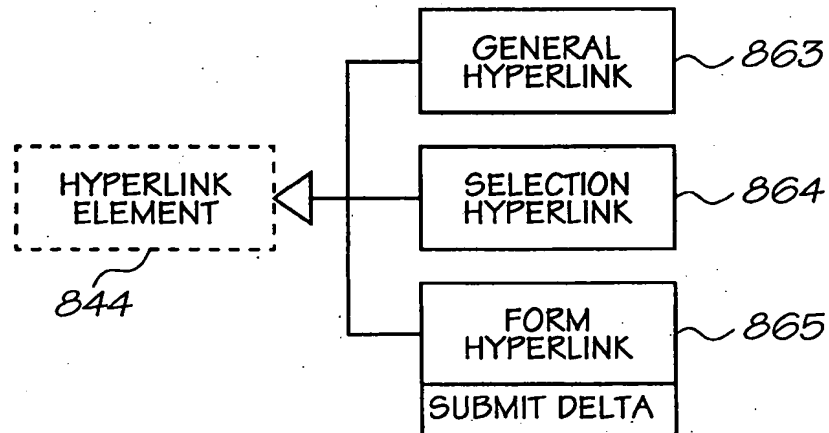 GENERAL
HYPERLINK
863
HYPERLINK
ELEMENT
844
SELECTION
HYPERLINK
864
FORM
HYPERLINK
865
SUBMIT DELTA